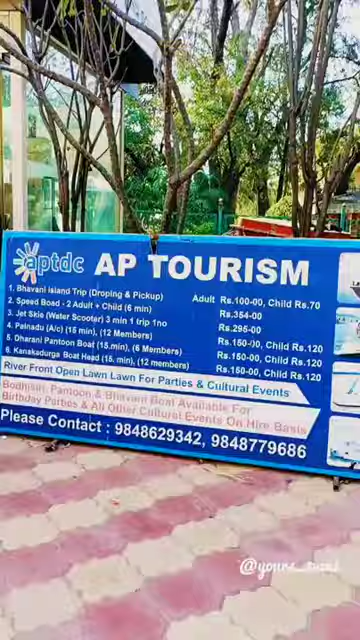 aptdc AP TOURISM
1. Bhavani Island Trip (Droping & Pickup) Adult Rs.100-00, Child Rs.70
2. Speed Boad - 2 Adult + Child (6 min) Rs.354-00
3. Jet Skie (Water Scooter) 3 min 1 trip 1no Rs.295-00
4. Palnadu (A/c) (15 min), (12 Members) Rs.150-00, Child Rs.120
5. Dharani Pantoon Boat (15.min), (6 Members) Rs.150-00, Child Rs.120
6. Kanakadurga Boat Head (15. min), (12 members) Rs.150-00, Child Rs.120
River Front Open Lawn Lawn For Parties & Cultural Events
Bodhisiri, Pantoon & Bhavani Boat Available For
Birthday Parties & All Other Cultural Events On Hire Basis
Please Contact : 9848629342, 9848779686